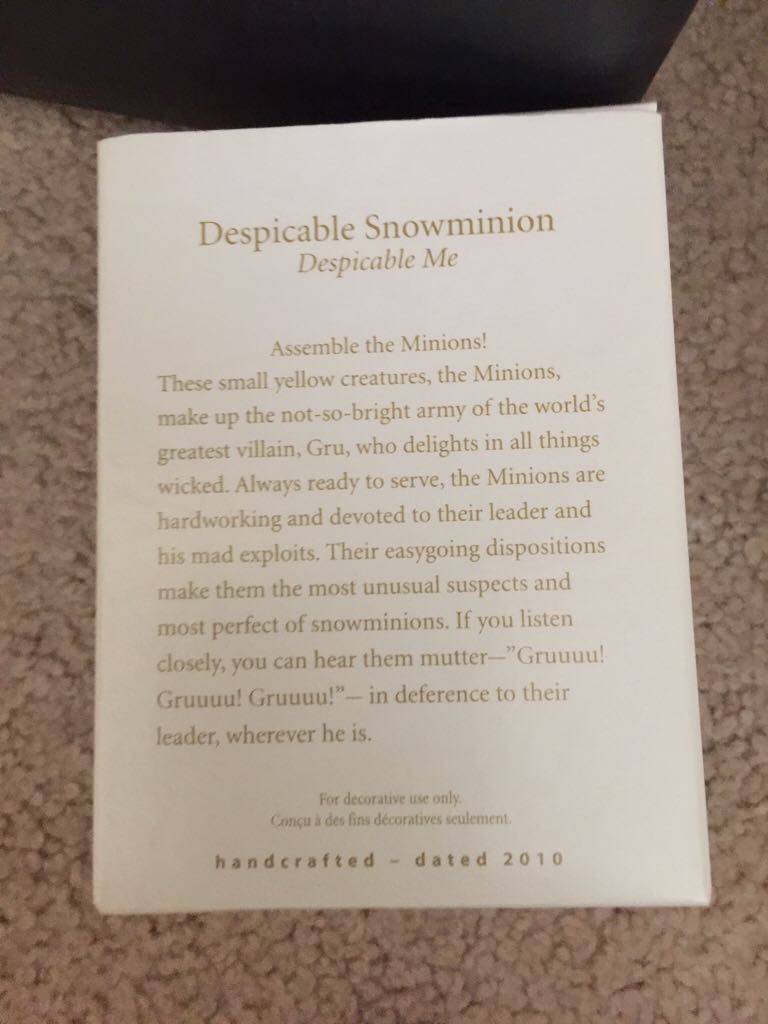 Despicable Snowminion
Despicable Me
Assemble the Minions!
These small yellow creatures, the Minions,
make up the not-so-bright army of the world's
greatest villain, Gru, who delights in all things
wicked. Always ready to serve, the Minions are
hardworking and devoted to their leader and
his mad exploits. Their easygoing dispositions
make them the most unusual suspects and
most perfect of snowminions. If you listen
closely, you can hear them mutter—”Gruuuu!
Gruuuu! Gruuuu!”— in deference to their
leader, wherever he is.
For decorative use only.
Conçu à des fins décoratives seulement.
handcrafted – dated 2010